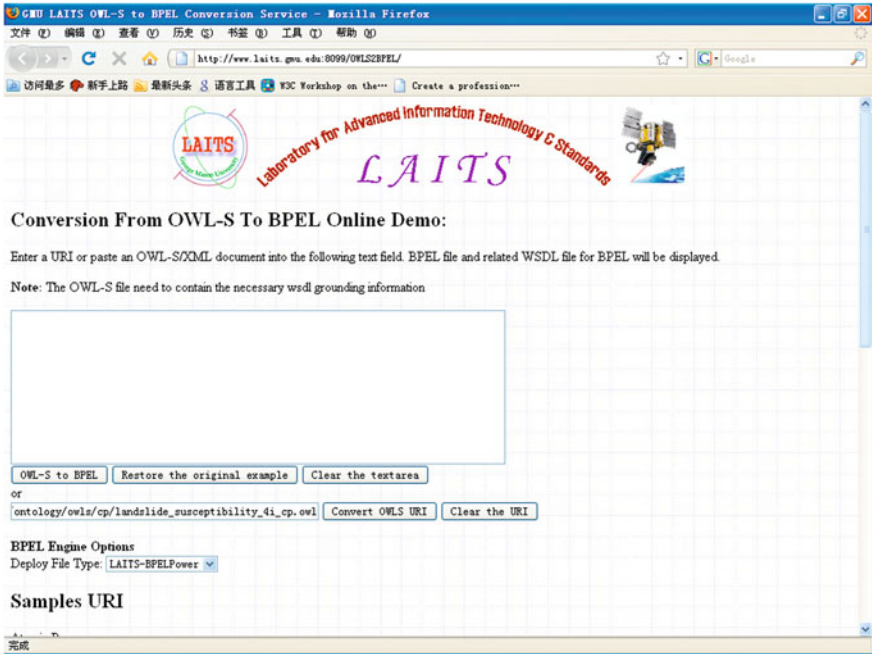 GMU LAITS OWL-S to BPEL Conversion Service - Mozilla Firefox
文件(F) 编辑(E) 查看(V) 历史(S) 书签(B) 工具(T) 帮助(H)
http://www.laits.gmu.edu:8099/OWLS2BPEL/
Google
访问最多 新手上路 最新头条 语言工具 W3C Workshop on the... Create a profession...
LAITS
George Mason University
Laboratory for Advanced Information Technology & Standards
LAITS
Conversion From OWL-S To BPEL Online Demo:
Enter a URI or paste an OWL-S/XML document into the following text field. BPEL file and related WSDL file for BPEL will be displayed.
Note: The OWL-S file need to contain the necessary wsdl grounding information
OWL-S to BPEL Restore the original example Clear the textarea
or
ontology/owls/cp/landslide_susceptibility_4i_cp.owl Convert OWLS URI Clear the URI
BPEL Engine Options
Deploy File Type: LAITS-BPELPower
Samples URI
完成